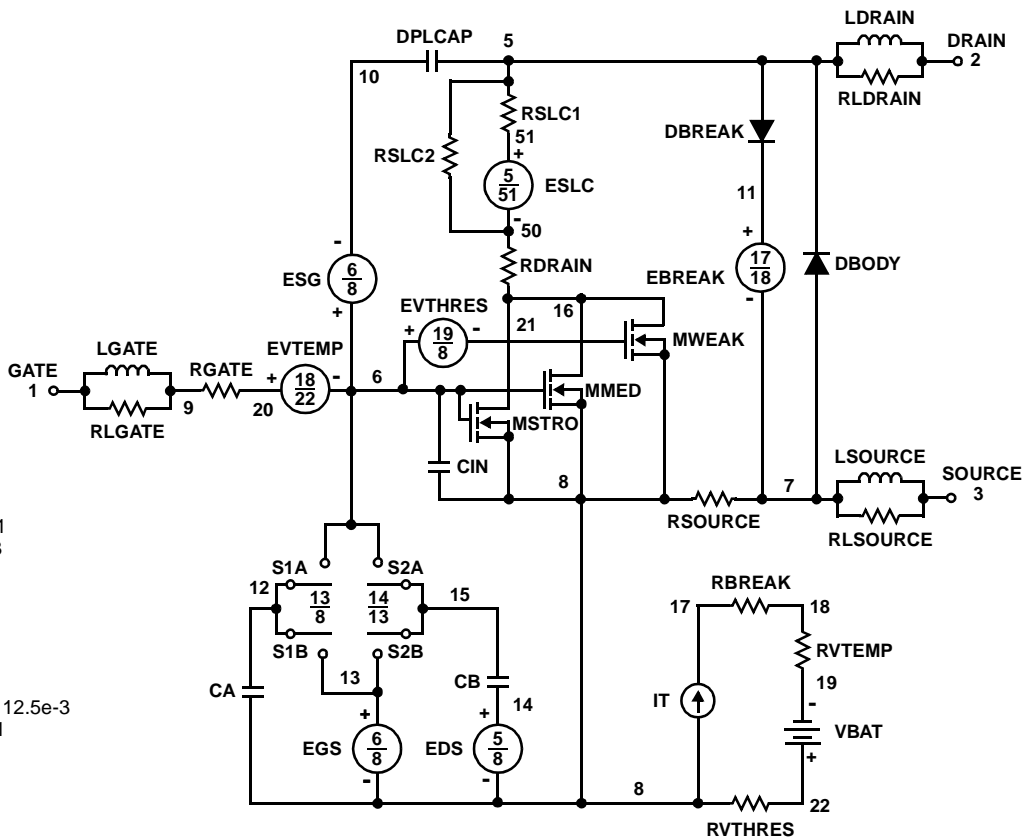 LDRAIN
DPLCAP 5 DRAIN
10 2
RSLC1 RLDRAIN
51 DBREAK
RSLC2 +
5
51 ESLC
11
-
50
- RDRAIN + 17
18 DBODY
ESG 6
8 EBREAK
EVTHRES 16 -
+ + 19
8 - 21 MWEAK
LGATE EVTEMP
GATE RGATE + 18
22 - 6 MMED
1 9 20
RLGATE MSTRO
CIN LSOURCE
8 7 SOURCE
3
RSOURCE RLSOURCE
S1A S2A
12 13
8 14
13 15 RBREAK
17 18
S1B S2B RVTEMP
13 CB 19
CA IT -
14 VBAT
12.5e-3 + + +
EGS 6
8 EDS 5
8
- - 8 22
RVTHRES